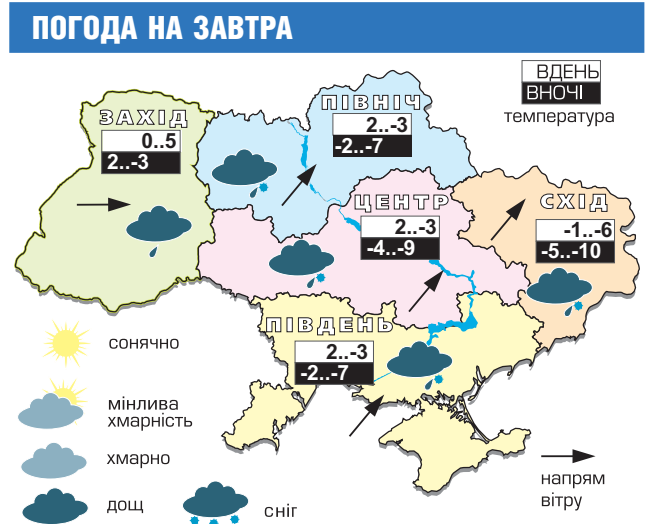 ПОГОДА НА ЗАВТРА
ВДЕНЬ
ВНОЧІ
температура
ПІВНІЧ
2..-3
-2..-7
ЗАХІД
0..5
2..-3
ЦЕНТР
2..-3
-4..-9
СХІД
-1..-6
-5..-10
ПІВДЕНЬ
2..-3
-2..-7
сонячно
мінлива
хмарність
хмарно
дощ
сніг
напрям
вітру